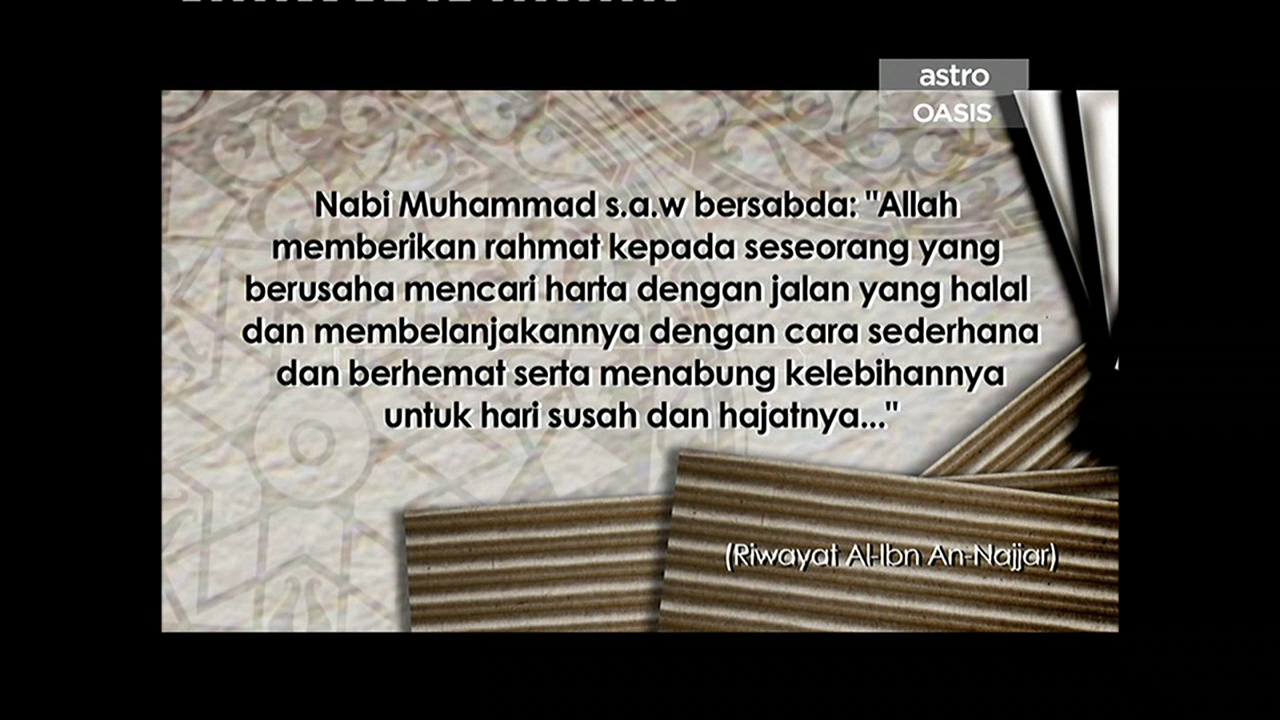 astro
OASIS
Nabi Muhammad s.a.w bersabda: "Allah
memberikan rahmat kepada seseorang yang
berusaha mencari harta dengan jalan yang halal
dan membelanjakannya dengan cara sederhana
dan berhemat serta menabung kelebihannya
untuk hari susah dan hajatnya..."
(Riwayat Al-Ibn An-Najjar)